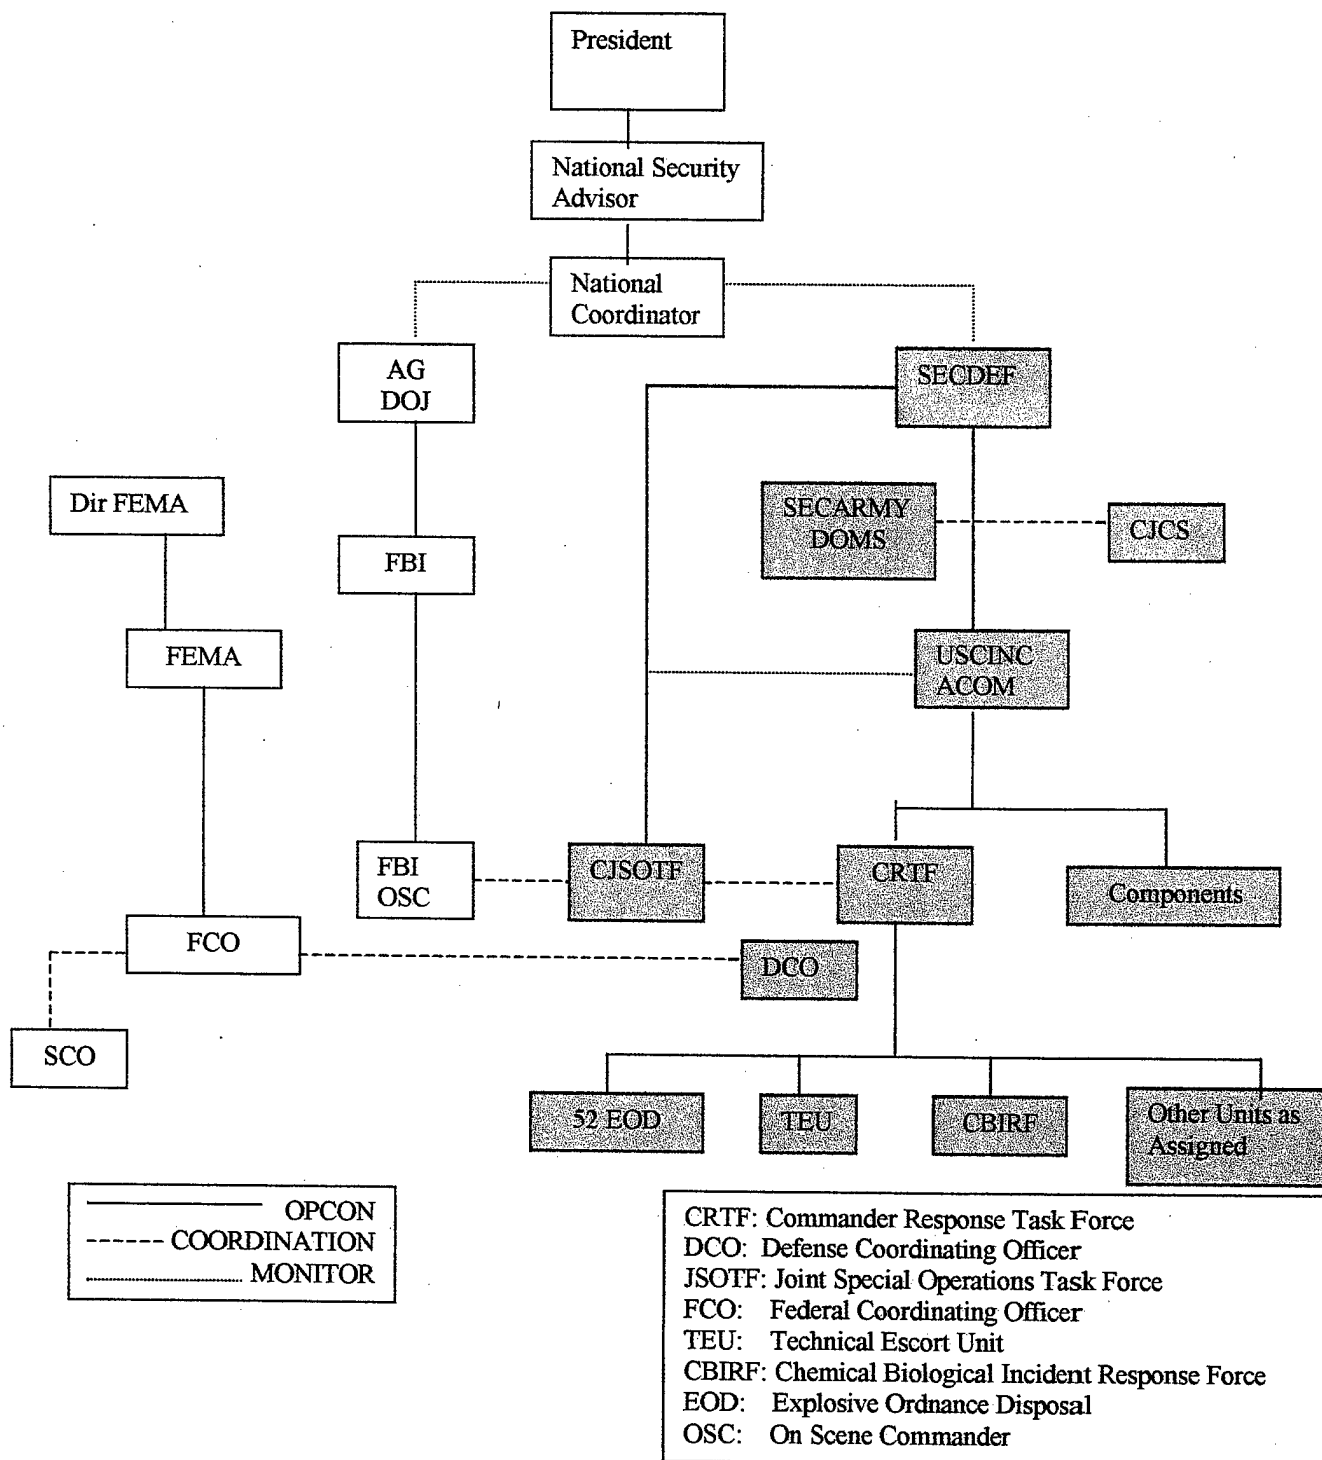 President
National Security
Advisor
National
Coordinator
AG
DOJ
SECDEF
Dir FEMA
SECARMY
DOMS
CJCS
FBI
FEMA
USCINC
ACOM
FBI
OSC
CJSOTF
CRTF
Components
FCO
DCO
SCO
52 EOD
TEU
CBIRF
Other Units as
Assigned
OPCON
COORDINATION
MONITOR
CRTF: Commander Response Task Force
DCO: Defense Coordinating Officer
JSOTF: Joint Special Operations Task Force
FCO: Federal Coordinating Officer
TEU: Technical Escort Unit
CBIRF: Chemical Biological Incident Response Force
EOD: Explosive Ordnance Disposal
OSC: On Scene Commander